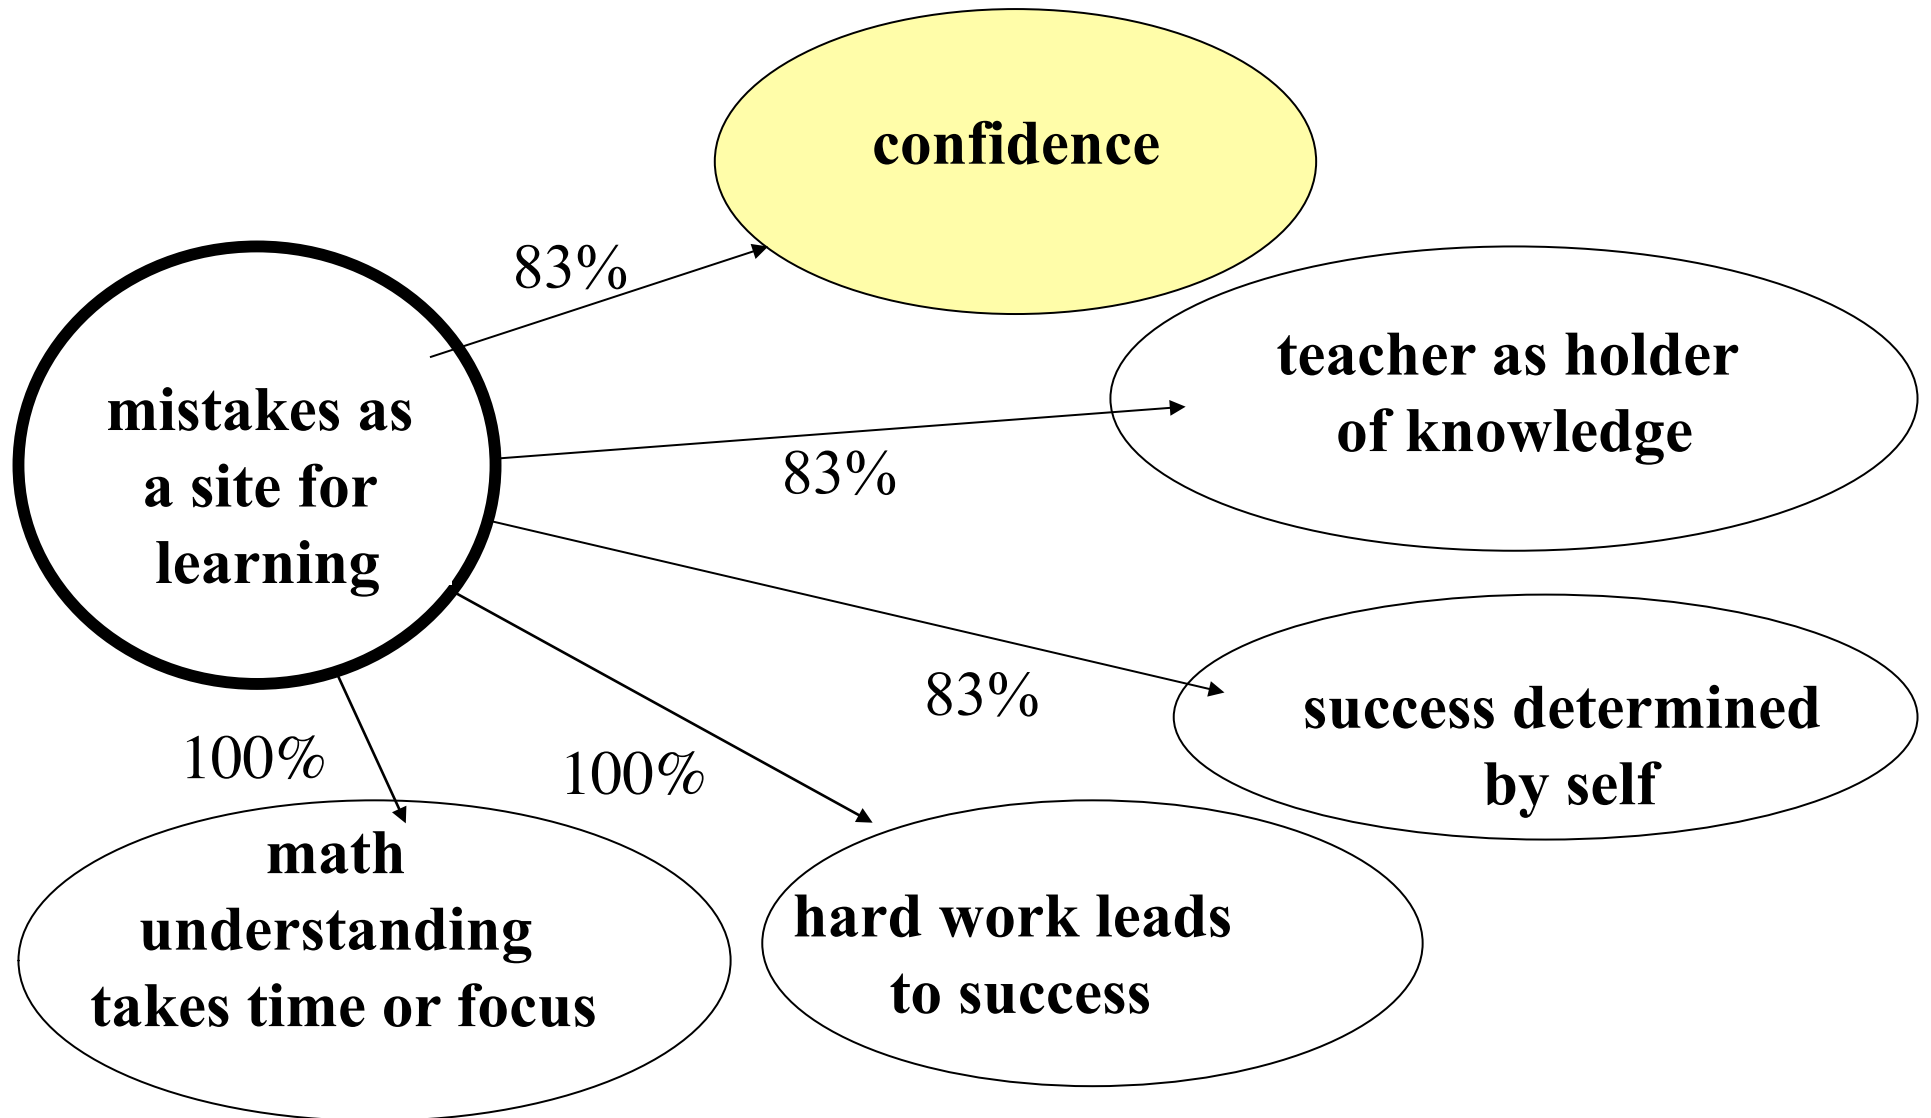 confidence
83%
teacher as holder
of knowledge
mistakes as
a site for
learning
83%
83%
success determined
by self
100%
100%
math
understanding
takes time or focus
hard work leads
to success